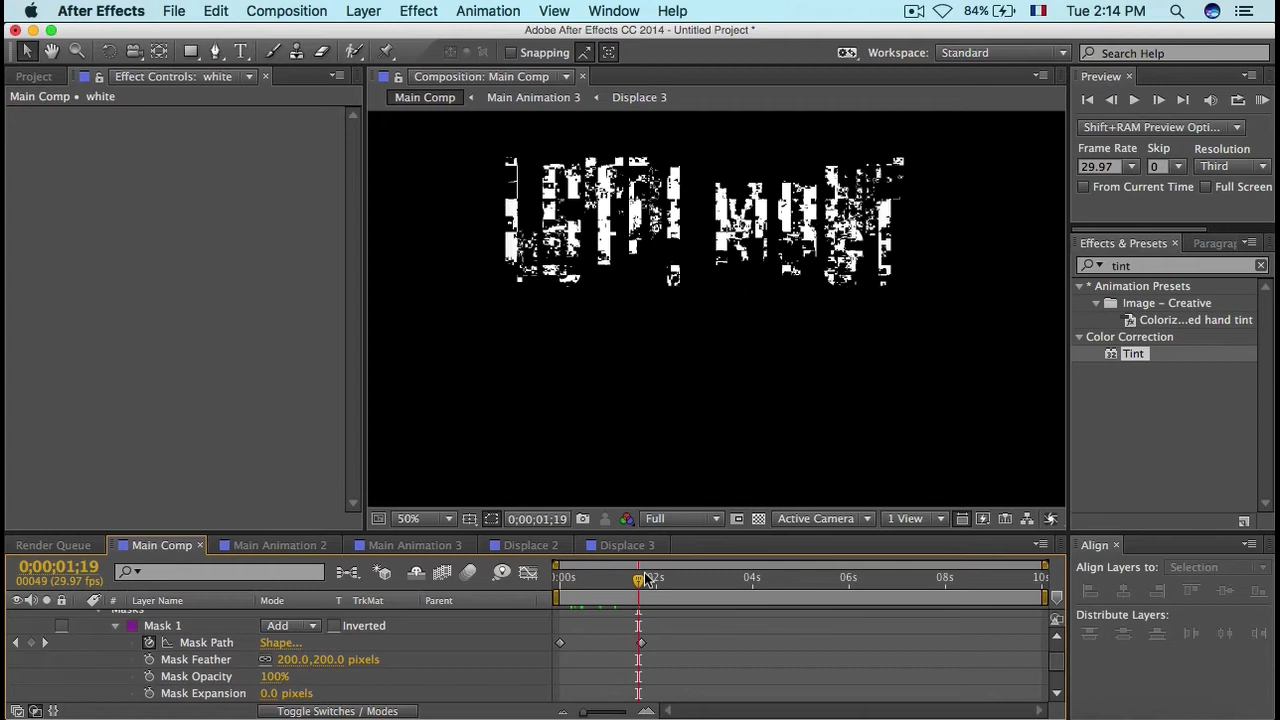 After Effects File Edit Composition Layer Effect Animation View Window Help 84% Tue 2:14 PM
Adobe After Effects CC 2014 - Untitled Project *
Snapping Workspace: Standard Search Help
Project Effect Controls: white Composition: Main Comp Preview
Main Comp • white Main Comp Main Animation 3 Displace 3
Shift+RAM Preview Opti...
Frame Rate Skip Resolution
29.97 0 Third
From Current Time Full Screen
Effects & Presets Paragra
tint
* Animation Presets
Image – Creative
Coloriz...ed hand tint
Color Correction
Tint
50% 0;00;01;19 Full Active Camera 1 View
Render Queue Main Comp Main Animation 2 Main Animation 3 Displace 2 Displace 3 Align
0;00;01;19
00049 (29.97 fps)
:00s 02s 04s 06s 08s 10s
Align Layers to: Selection
Distribute Layers:
# Layer Name Mode T TrkMat Parent
Masks
Mask 1 Add Inverted
Mask Path Shape...
Mask Feather 200.0,200.0 pixels
Mask Opacity 100%
Mask Expansion 0.0 pixels
Toggle Switches / Modes